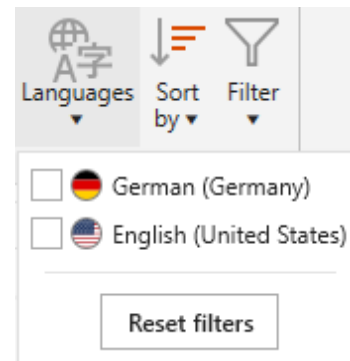 A字
Languages Sort by Filter
German (Germany)
English (United States)
Reset filters